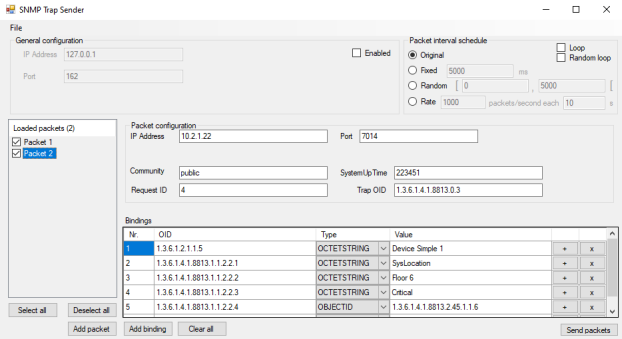 SNMP Trap Sender
File
General configuration
IP Address 127.0.0.1
Enabled
Port 162
Packet interval schedule
Original
Loop
Random loop
Fixed 5000 ms
Random [ 0 , 5000 [
Rate 1000 packets/second each 10 s
Loaded packets (2)
Packet 1
Packet 2
Packet configuration
IP Address 10.2.1.22 Port 7014
Community public SystemUpTime 223451
Request ID 4 Trap OID 1.3.6.1.4.1.8813.0.3
Bindings
Nr. OID Type Value
1 1.3.6.1.2.1.1.5 OCTETSTRING Device Simple 1 + x
2 1.3.6.1.4.1.8813.1.1.2.2.1 OCTETSTRING SysLocation + x
3 1.3.6.1.4.1.8813.1.1.2.2.2 OCTETSTRING Floor 6 + x
4 1.3.6.1.4.1.8813.1.1.2.2.3 OCTETSTRING Critical + x
5 1.3.6.1.4.1.8813.1.1.2.2.4 OBJECTID 1.3.6.1.4.1.8813.2.45.1.1.6 + x
Select all Deselect all
Add packet Add binding Clear all Send packets